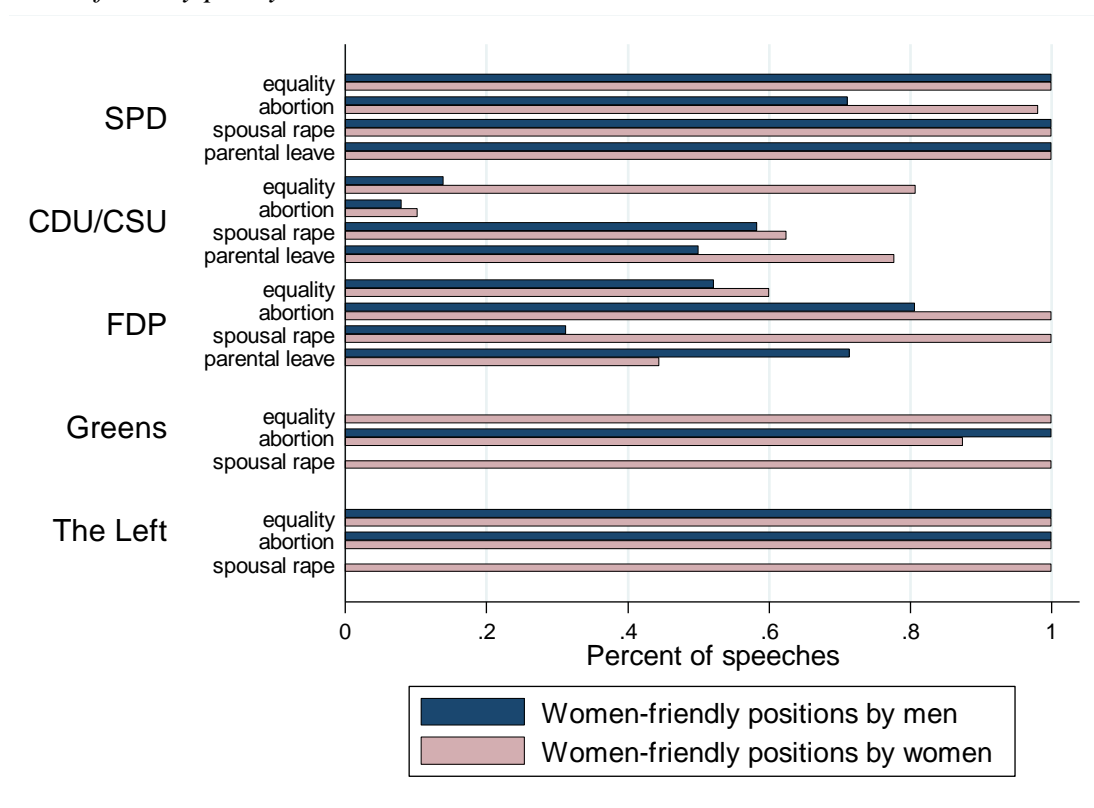 SPD
equality
abortion
spousal rape
parental leave
CDU/CSU
equality
abortion
spousal rape
parental leave
FDP
equality
abortion
spousal rape
parental leave
Greens
equality
abortion
spousal rape
The Left
equality
abortion
spousal rape
0 .2 .4 .6 .8 1
Percent of speeches
Women-friendly positions by men
Women-friendly positions by women